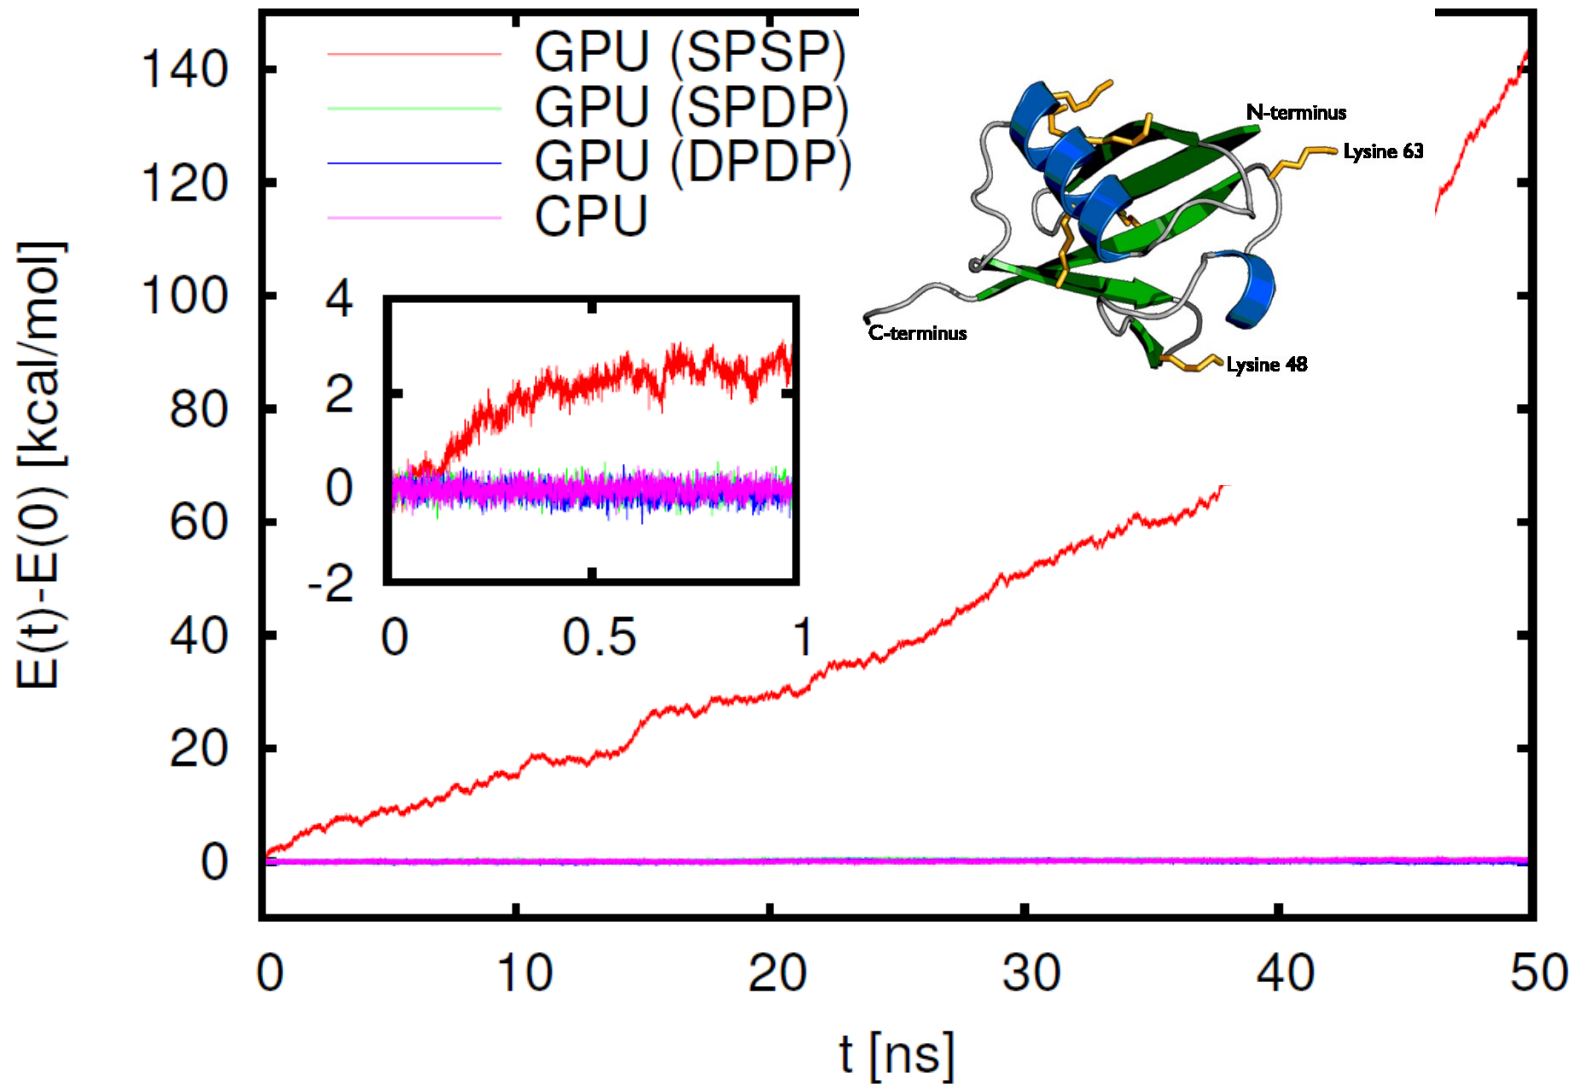 GPU (SPSP)
GPU (SPDP)
GPU (DPDP)
CPU
N-terminus
Lysine 63
C-terminus
Lysine 48
E(t)-E(0) [kcal/mol]
140
120
100
80
60
40
20
0
4
2
0
-2
0 0.5 1
0 10 20 30 40 50
t [ns]